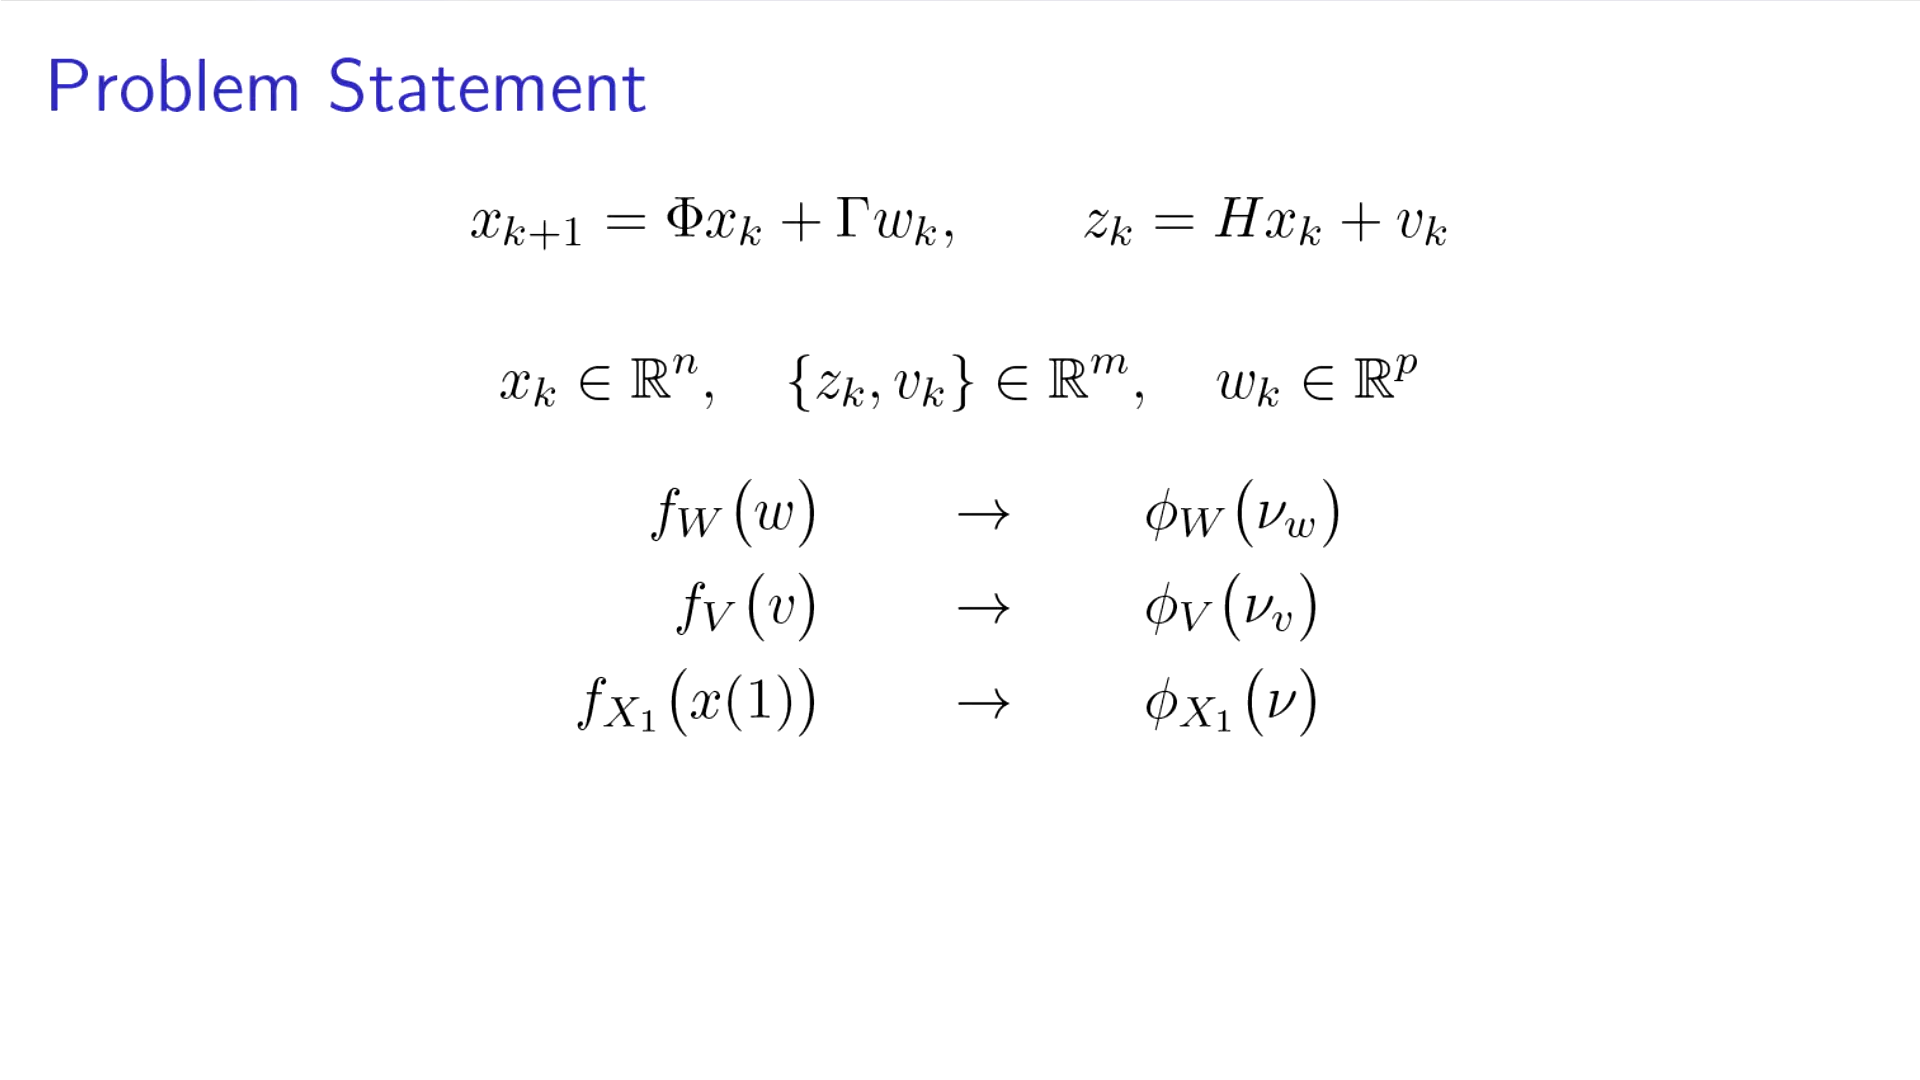 Problem Statement
x_{k+1} = Φx_k + Γw_k,   z_k = Hx_k + v_k
x_k ∈ ℝ^n,   {z_k, v_k} ∈ ℝ^m,   w_k ∈ ℝ^p
f_W(w) → ϕ_W(ν_w)
f_V(v) → ϕ_V(ν_v)
f_{X_1}(x(1)) → ϕ_{X_1}(ν)